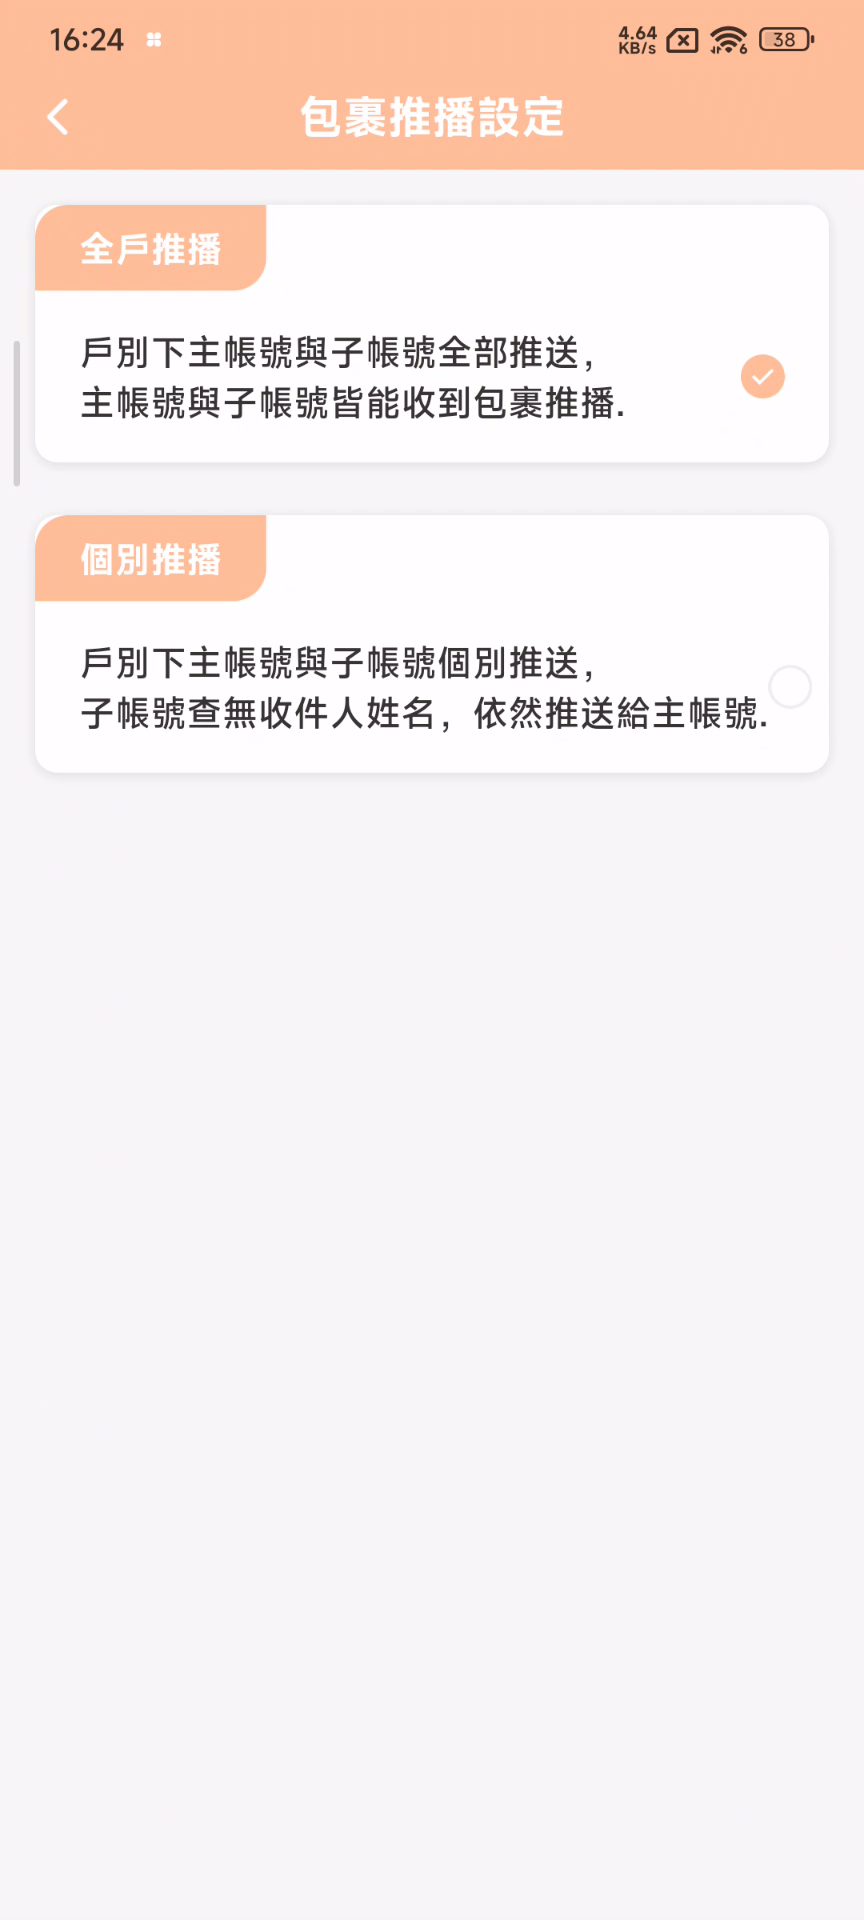 16:24
4.64
KB/s
6
38
包裹推播設定
全戶推播
戶別下主帳號與子帳號全部推送,
主帳號與子帳號皆能收到包裹推播.
個別推播
戶別下主帳號與子帳號個別推送,
子帳號查無收件人姓名, 依然推送給主帳號.